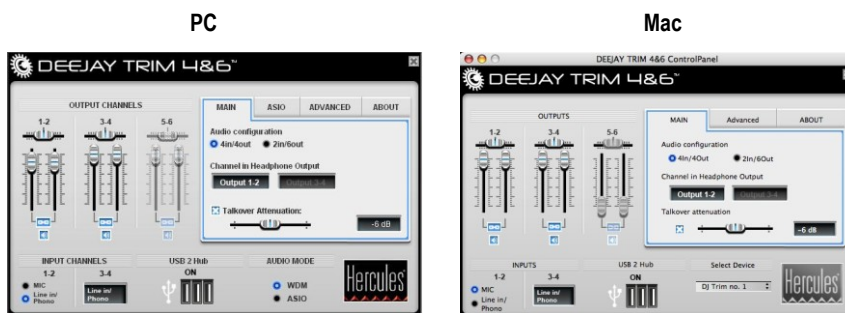 PC
Mac
DEEJAY TRIM 4&6™
OUTPUT CHANNELS
1-2
3-4
5-6
MAIN
ASIO
ADVANCED
ABOUT
Audio configuration
4in/4out
2in/6out
Channel in Headphone Output
Output 1-2
Output 3-4
Talkover Attenuation:
-6 dB
INPUT CHANNELS
1-2
3-4
MIC
Line in/
Phono
Line in/
Phono
USB 2 Hub
ON
AUDIO MODE
WDM
ASIO
Hercules
DEEJAY TRIM 4&6 ControlPanel
DEEJAY TRIM 4&6™
OUTPUTS
1-2
3-4
5-6
MAIN
Advanced
ABOUT
Audio configuration
4In/4Out
2In/6Out
Channel in Headphone Output
Output 1-2
Output 3-4
Talkover attenuation
-6 dB
INPUTS
1-2
3-4
MIC
Line in/
Phono
Line in/
Phono
USB 2 Hub
ON
Select Device
DJ Trim no. 1
Hercules